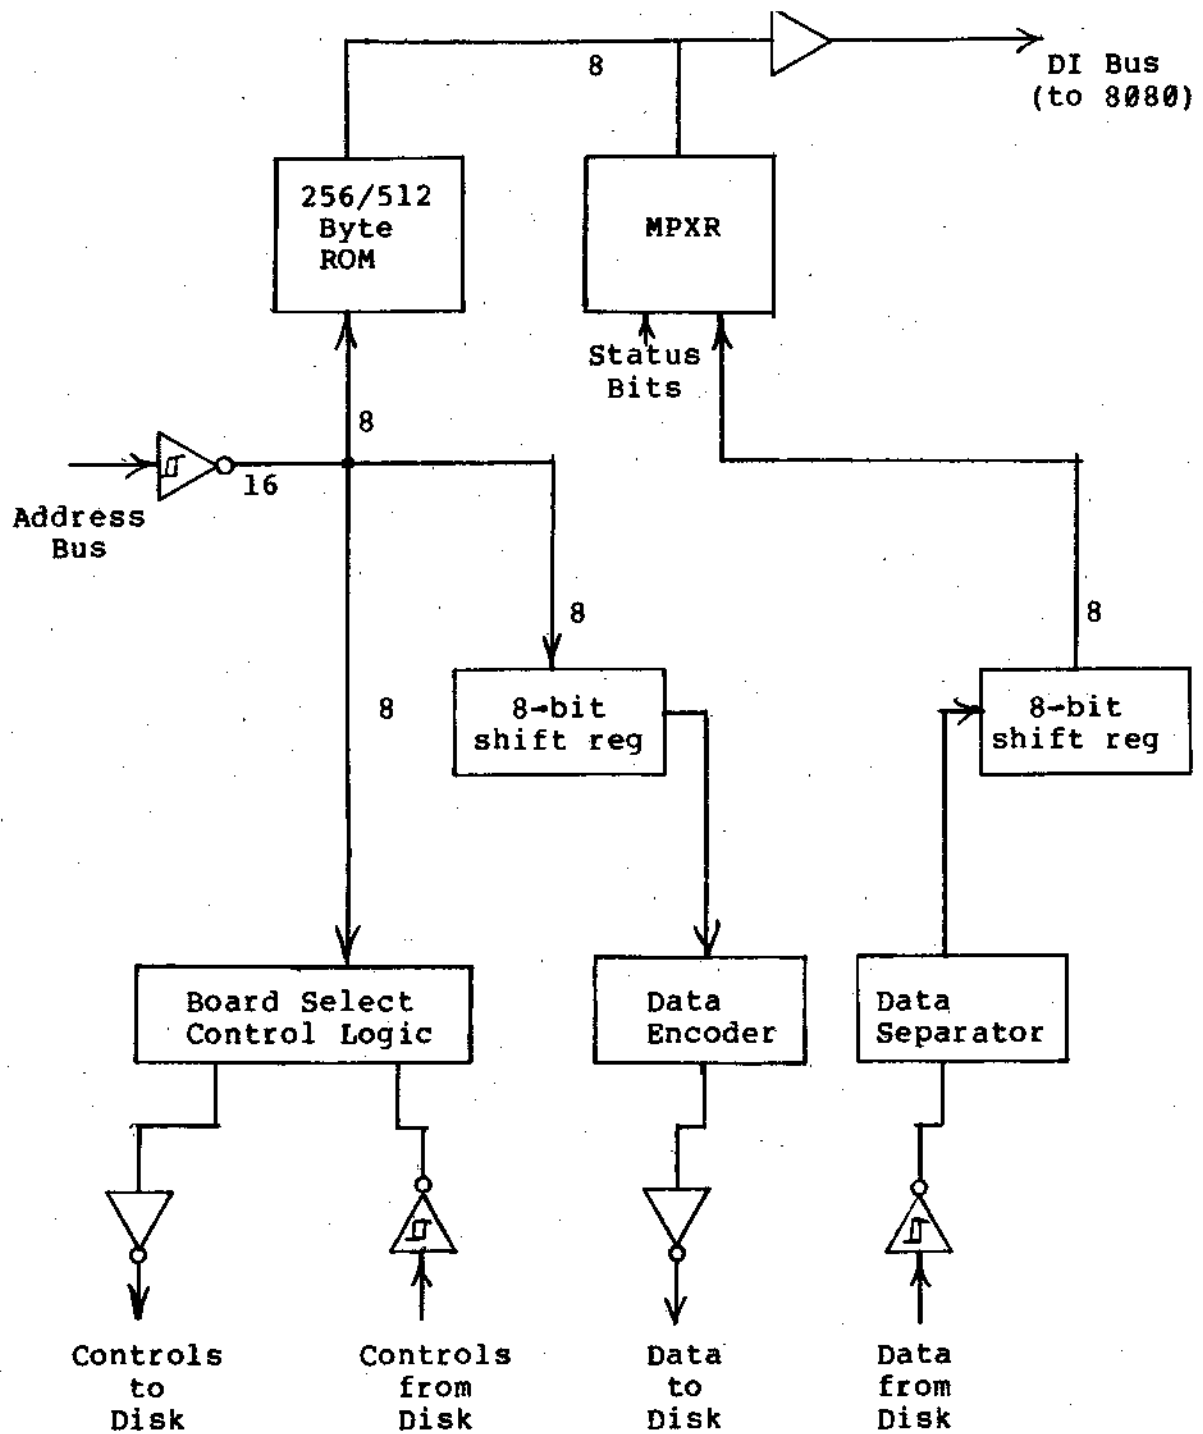 8
DI Bus
(to 8080)
256/512
Byte
ROM
MPXR
Status
Bits
8
16
Address
Bus
8
8
8
8-bit
shift reg
8-bit
shift reg
Board Select
Control Logic
Data
Encoder
Data
Separator
Controls
to
Disk
Controls
from
Disk
Data
to
Disk
Data
from
Disk